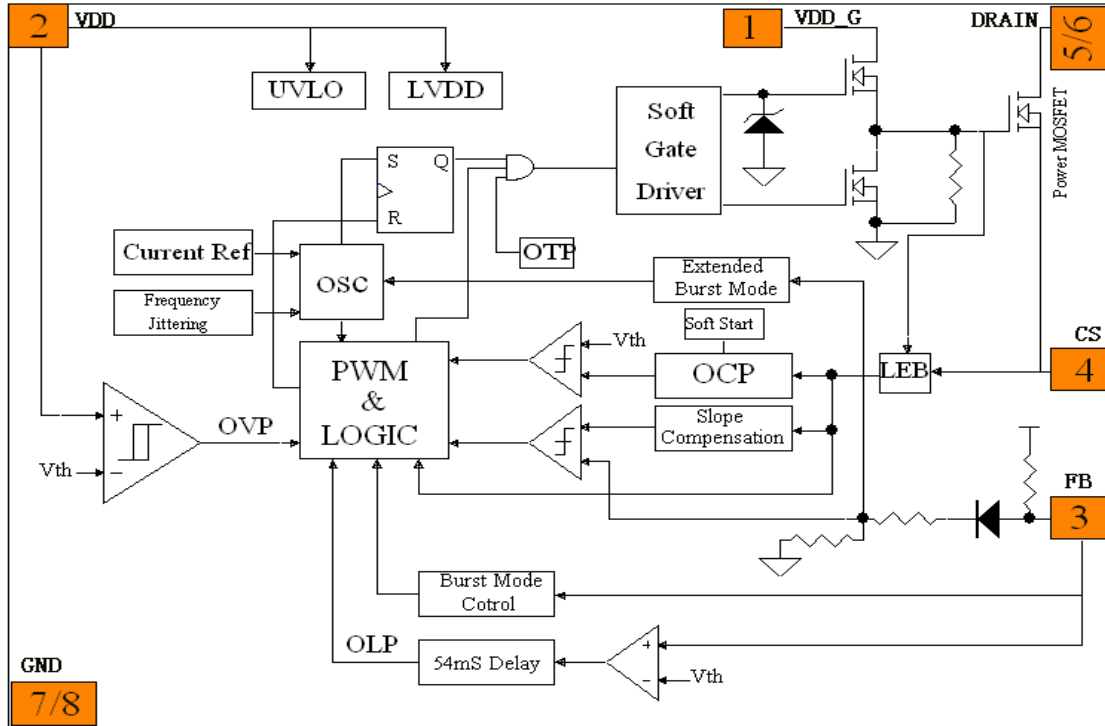 2
VDD
1
VDD_G
DRAIN
5/6
UVLO
LVDD
Soft
Gate
Driver
Power MOSFET
S
Q
R
OTP
Current Ref
OSC
Extended
Burst Mode
Frequency
Jittering
Soft Start
Vth
CS
4
PWM
&
LOGIC
OCP
LEB
Slope
Compensation
+
OVP
Vth
−
FB
3
Burst Mode
Cotrol
OLP
54mS Delay
+
−
Vth
GND
7/8